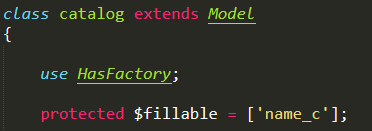 class catalog extends Model
{
use HasFactory;
protected $fillable = ['name_c'];